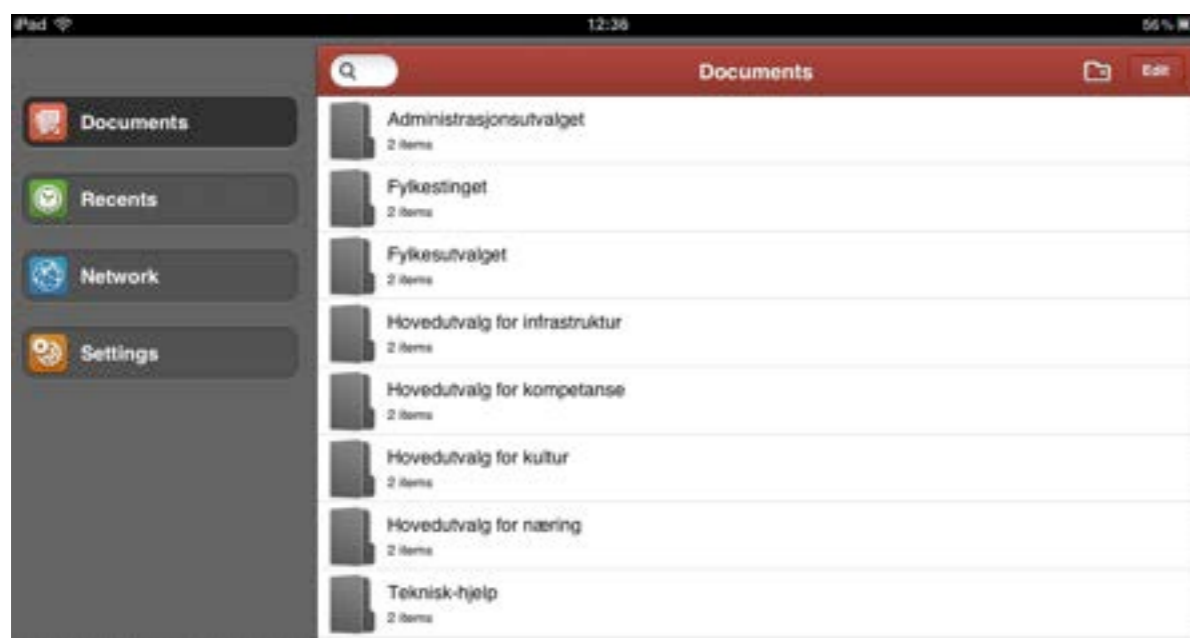 iPad 12:36 56 %
Documents Edit
Documents
Recents
Network
Settings
Administrasjonsutvalget
2 items
Fylkestinget
2 items
Fylkesutvalget
2 items
Hovedutvalg for infrastruktur
2 items
Hovedutvalg for kompetanse
2 items
Hovedutvalg for kultur
2 items
Hovedutvalg for næring
2 items
Teknisk-hjelp
2 items